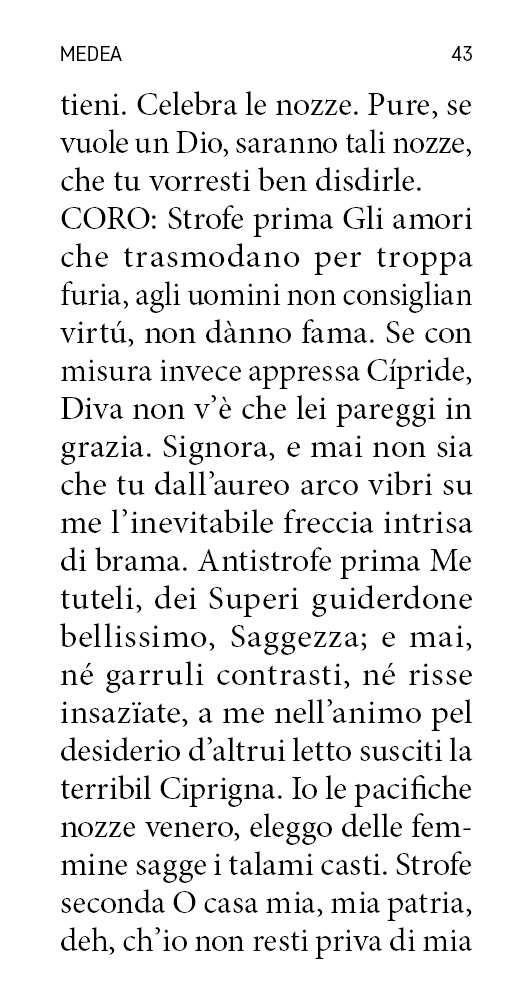 MEDEA 43
tieni. Celebra le nozze. Pure, se
vuole un Dio, saranno tali nozze,
che tu vorresti ben disdirle.
CORO: Strofe prima Gli amori
che trasmodano per troppa
furia, agli uomini non consiglian
virtú, non dànno fama. Se con
misura invece appressa Cípride,
Diva non v’è che lei pareggi in
grazia. Signora, e mai non sia
che tu dall’aureo arco vibri su
me l’inevitabile freccia intrisa
di brama. Antistrofe prima Me
tuteli, dei Superi guiderdone
bellissimo, Saggezza; e mai,
né garruli contrasti, né risse
insazïate, a me nell’animo pel
desiderio d’altrui letto susciti la
terribil Ciprigna. Io le pacifiche
nozze venero, eleggo delle fem-
mine sagge i talami casti. Strofe
seconda O casa mia, mia patria,
deh, ch’io non resti priva di mia